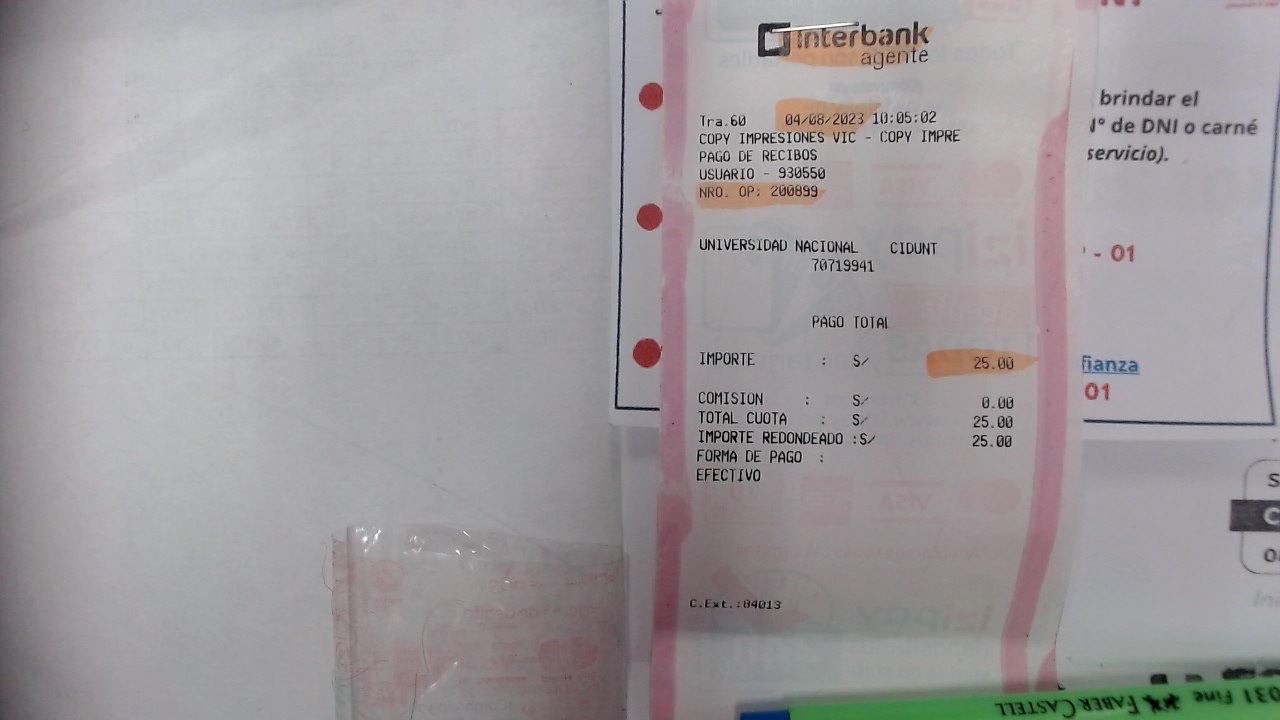 interbank
agente
Tra.60 04/08/2023 10:05:02
COPY IMPRESIONES VIC - COPY IMPRE
PAGO DE RECIBOS
USUARIO - 930550
NRO. OP: 200899
UNIVERSIDAD NACIONAL CIDUNT
70719941
PAGO TOTAL
IMPORTE : S/ 25.00
COMISION : S/ 0.00
TOTAL CUOTA : S/ 25.00
IMPORTE REDONDEADO :S/ 25.00
FORMA DE PAGO :
EFECTIVO
C.Ext.:84013
brindar el
N° de DNI o carné
servicio).
- 01
fianza
01
031 Fine FABER CASTELL